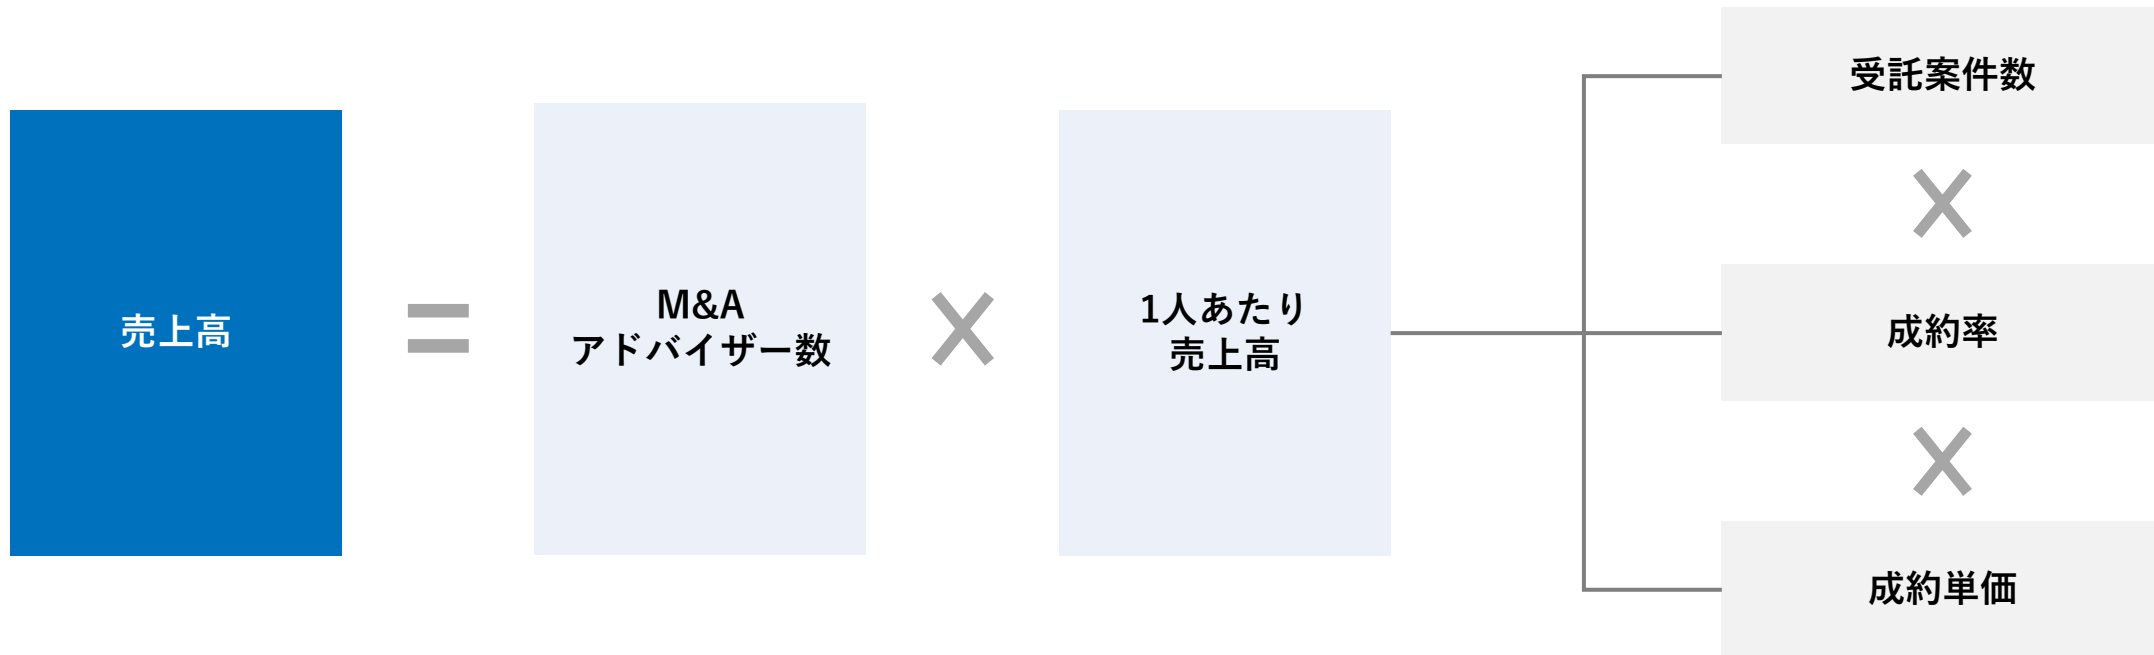 売上高
M&A
アドバイザー数
1人あたり
売上高
受託案件数
成約率
成約単価